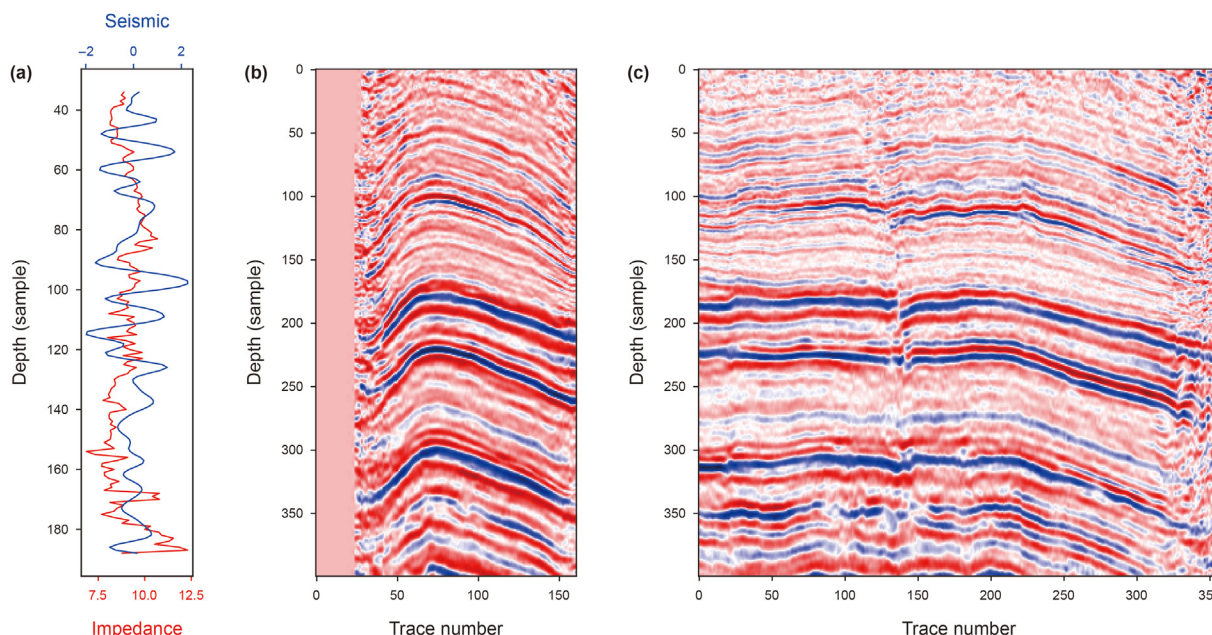 Seismic
−2 0 2
(a) (b) (c)
0 0
40
50 50
60
80
100 100
100
150 150
120
200 200
140
250 250
160
300 300
180
350 350
7.5 10.0 12.5
0 50 100 150
0 50 100 150 200 250 300
Impedance
Trace number
Trace number
Depth (sample)
Depth (sample)
Depth (sample)